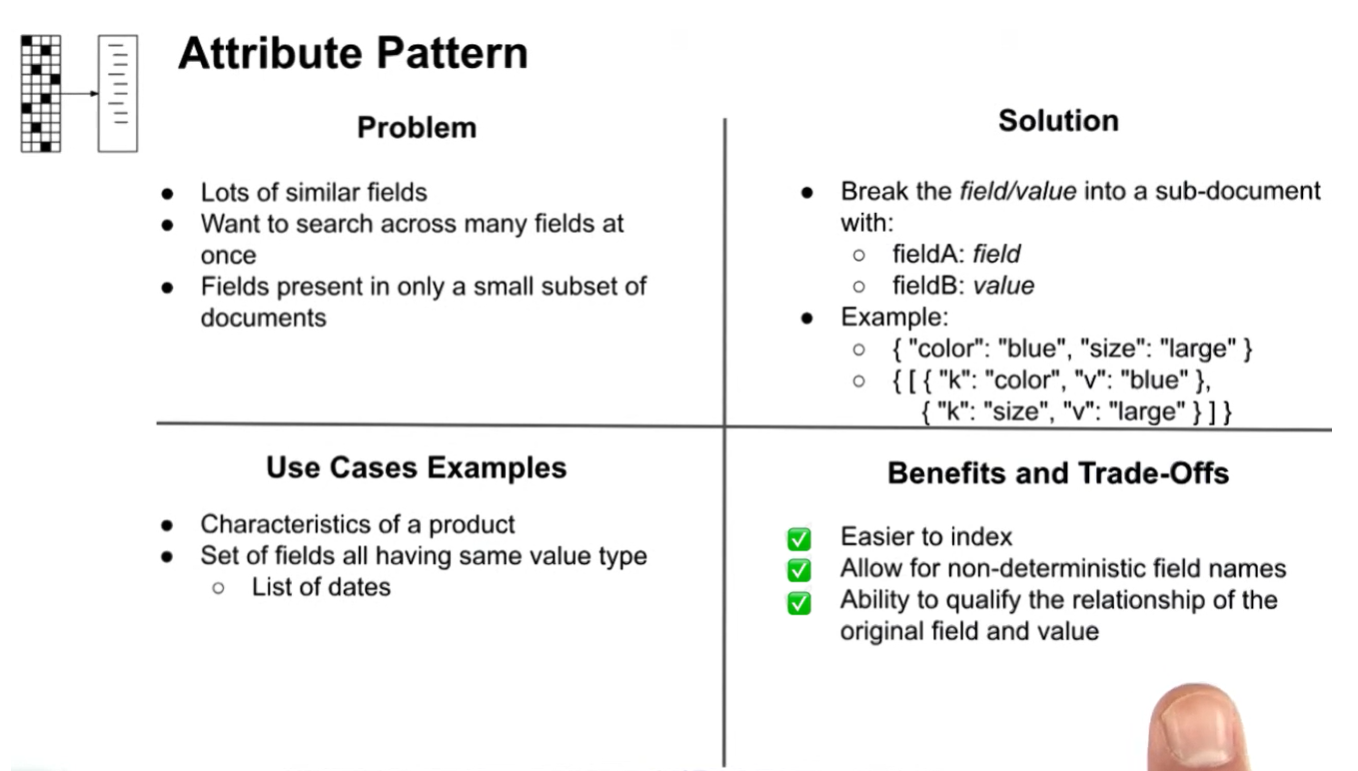 Attribute Pattern
Problem
Lots of similar fields
Want to search across many fields at
once
Fields present in only a small subset of
documents
Solution
Break the field/value into a sub-document
with:
fieldA: field
fieldB: value
Example:
{ "color": "blue", "size": "large" }
{ [ { "k": "color", "v": "blue" },
{ "k": "size", "v": "large" } ] }
Use Cases Examples
Characteristics of a product
Set of fields all having same value type
List of dates
Benefits and Trade-Offs
Easier to index
Allow for non-deterministic field names
Ability to qualify the relationship of the
original field and value